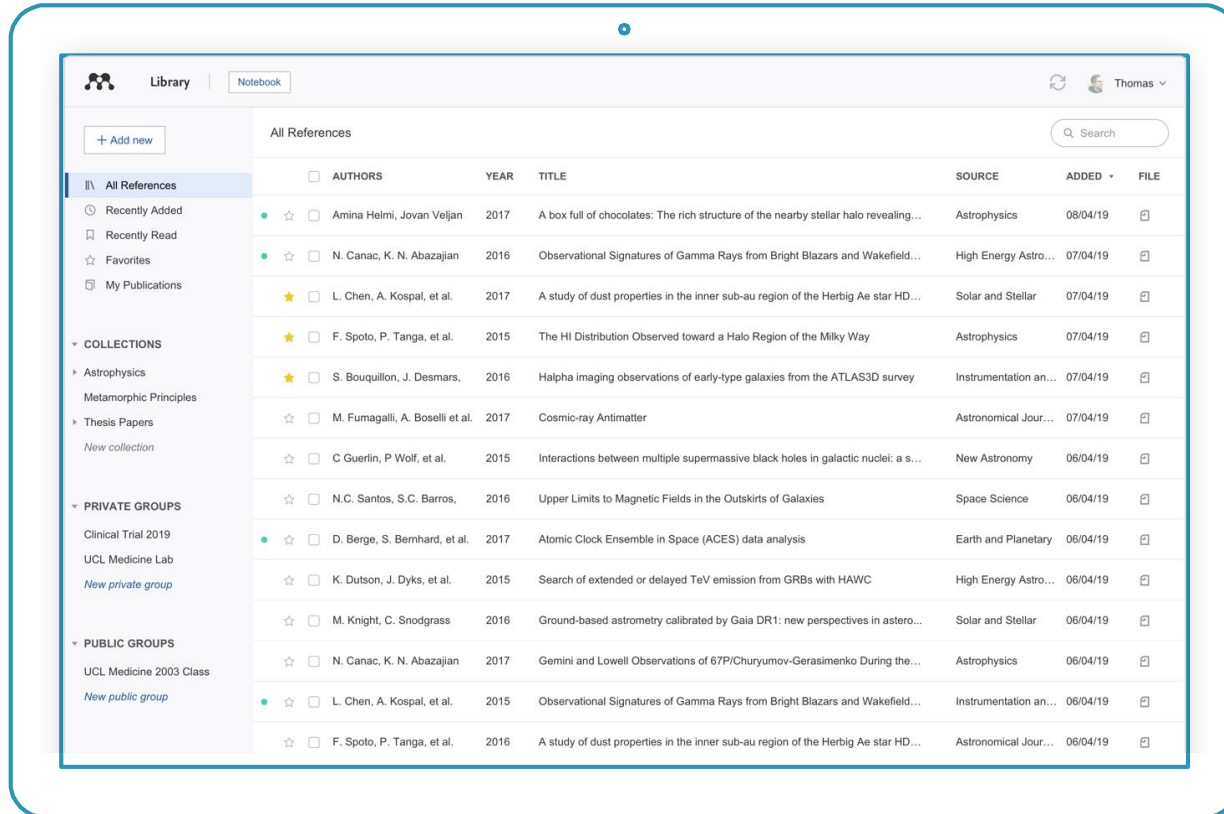 Library
Notebook
Thomas
+ Add new
All References
Recently Added
Recently Read
Favorites
My Publications
COLLECTIONS
Astrophysics
Metamorphic Principles
Thesis Papers
New collection
PRIVATE GROUPS
Clinical Trial 2019
UCL Medicine Lab
New private group
PUBLIC GROUPS
UCL Medicine 2003 Class
New public group
All References
Search
AUTHORS YEAR TITLE SOURCE ADDED FILE
Amina Helmi, Jovan Veljan 2017 A box full of chocolates: The rich structure of the nearby stellar halo revealing… Astrophysics 08/04/19
N. Canac, K. N. Abazajian 2016 Observational Signatures of Gamma Rays from Bright Blazars and Wakefield… High Energy Astro… 07/04/19
L. Chen, A. Kospal, et al. 2017 A study of dust properties in the inner sub-au region of the Herbig Ae star HD… Solar and Stellar 07/04/19
F. Spoto, P. Tanga, et al. 2015 The HI Distribution Observed toward a Halo Region of the Milky Way Astrophysics 07/04/19
S. Bouquillon, J. Desmars, 2016 Halpha imaging observations of early-type galaxies from the ATLAS3D survey Instrumentation an… 07/04/19
M. Fumagalli, A. Boselli et al. 2017 Cosmic-ray Antimatter Astronomical Jour… 07/04/19
C Guerlin, P Wolf, et al. 2015 Interactions between multiple supermassive black holes in galactic nuclei: a s… New Astronomy 06/04/19
N.C. Santos, S.C. Barros, 2016 Upper Limits to Magnetic Fields in the Outskirts of Galaxies Space Science 06/04/19
D. Berge, S. Bernhard, et al. 2017 Atomic Clock Ensemble in Space (ACES) data analysis Earth and Planetary 06/04/19
K. Dutson, J. Dyks, et al. 2015 Search of extended or delayed TeV emission from GRBs with HAWC High Energy Astro… 06/04/19
M. Knight, C. Snodgrass 2016 Ground-based astrometry calibrated by Gaia DR1: new perspectives in astero... Solar and Stellar 06/04/19
N. Canac, K. N. Abazajian 2017 Gemini and Lowell Observations of 67P/Churyumov-Gerasimenko During the… Astrophysics 06/04/19
L. Chen, A. Kospal, et al. 2015 Observational Signatures of Gamma Rays from Bright Blazars and Wakefield… Instrumentation an… 06/04/19
F. Spoto, P. Tanga, et al. 2016 A study of dust properties in the inner sub-au region of the Herbig Ae star HD… Astronomical Jour… 06/04/19